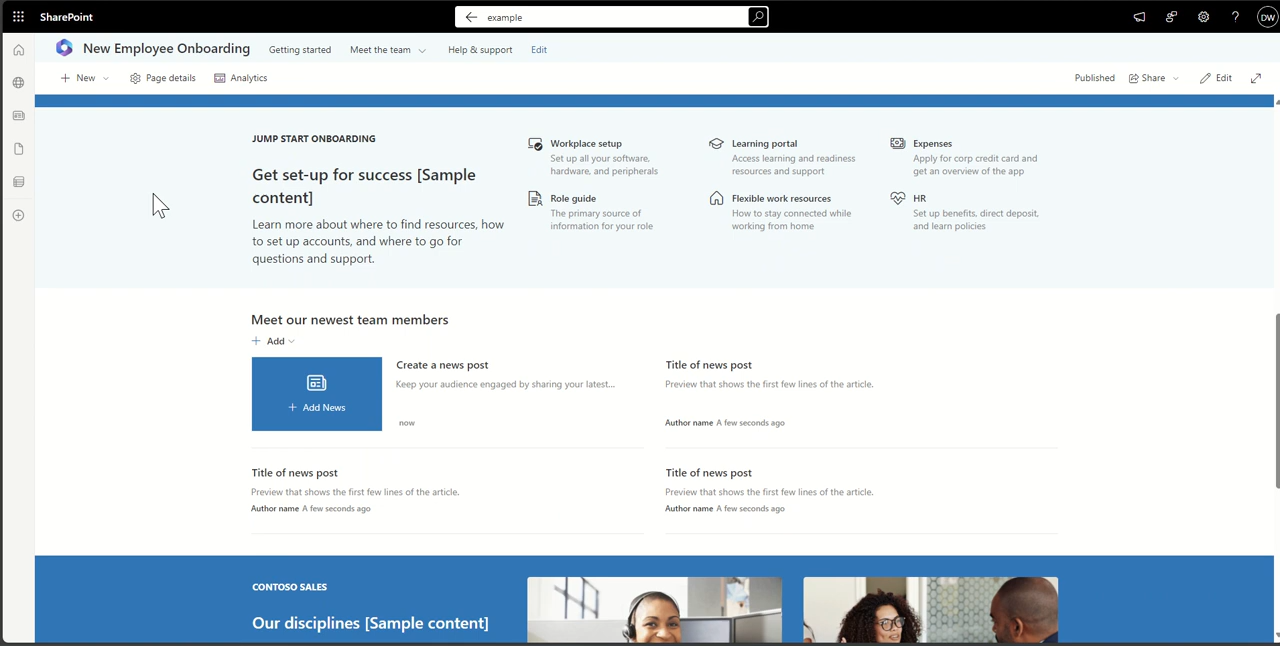 SharePoint
example
DW
New Employee Onboarding
Getting started
Meet the team
Help & support
Edit
New
Page details
Analytics
Published
Share
Edit
JUMP START ONBOARDING
Get set-up for success [Sample
content]
Learn more about where to find resources, how
to set up accounts, and where to go for
questions and support.
Workplace setup
Set up all your software,
hardware, and peripherals
Learning portal
Access learning and readiness
resources and support
Expenses
Apply for corp credit card and
get an overview of the app
Role guide
The primary source of
information for your role
Flexible work resources
How to stay connected while
working from home
HR
Set up benefits, direct deposit,
and learn policies
Meet our newest team members
+ Add
+ Add News
Create a news post
Keep your audience engaged by sharing your latest...
now
Title of news post
Preview that shows the first few lines of the article.
Author name A few seconds ago
Title of news post
Preview that shows the first few lines of the article.
Author name A few seconds ago
Title of news post
Preview that shows the first few lines of the article.
Author name A few seconds ago
CONTOSO SALES
Our disciplines [Sample content]